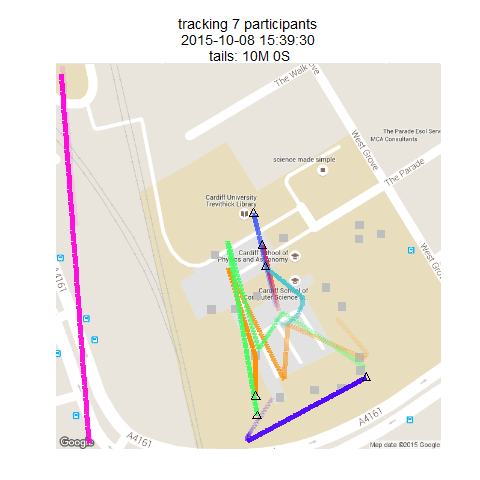 tracking 7 participants
2015-10-08 15:39:30
tails: 10M 0S
The Walk
West Grove
The Parade Esol Serv
MCA Consultants
science made simple
The Parade
Cardiff University
Trevithick Library
West Grove
Cardiff School of
Physics and Astronomy
A4161
Cardiff School of
Computer Science
A4161
A4161
Google
Map data ©2015 Google